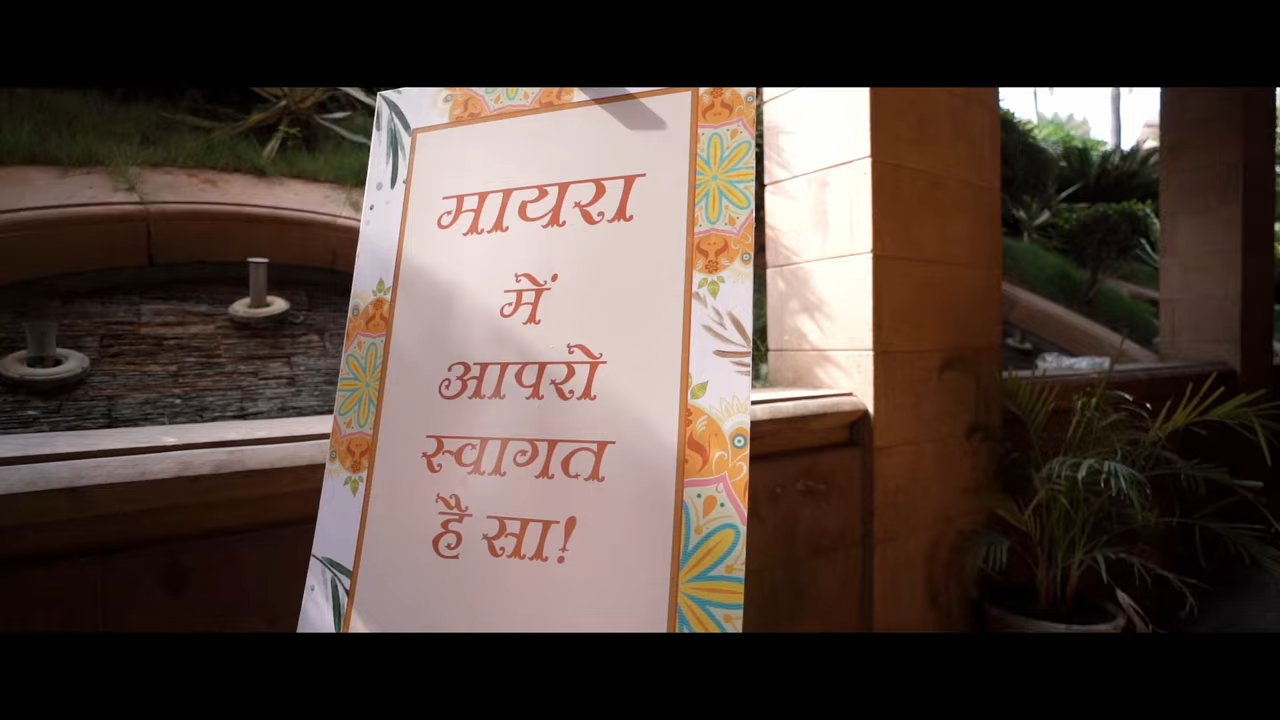 मायरा
में
आपरो
स्वागत
है सा!